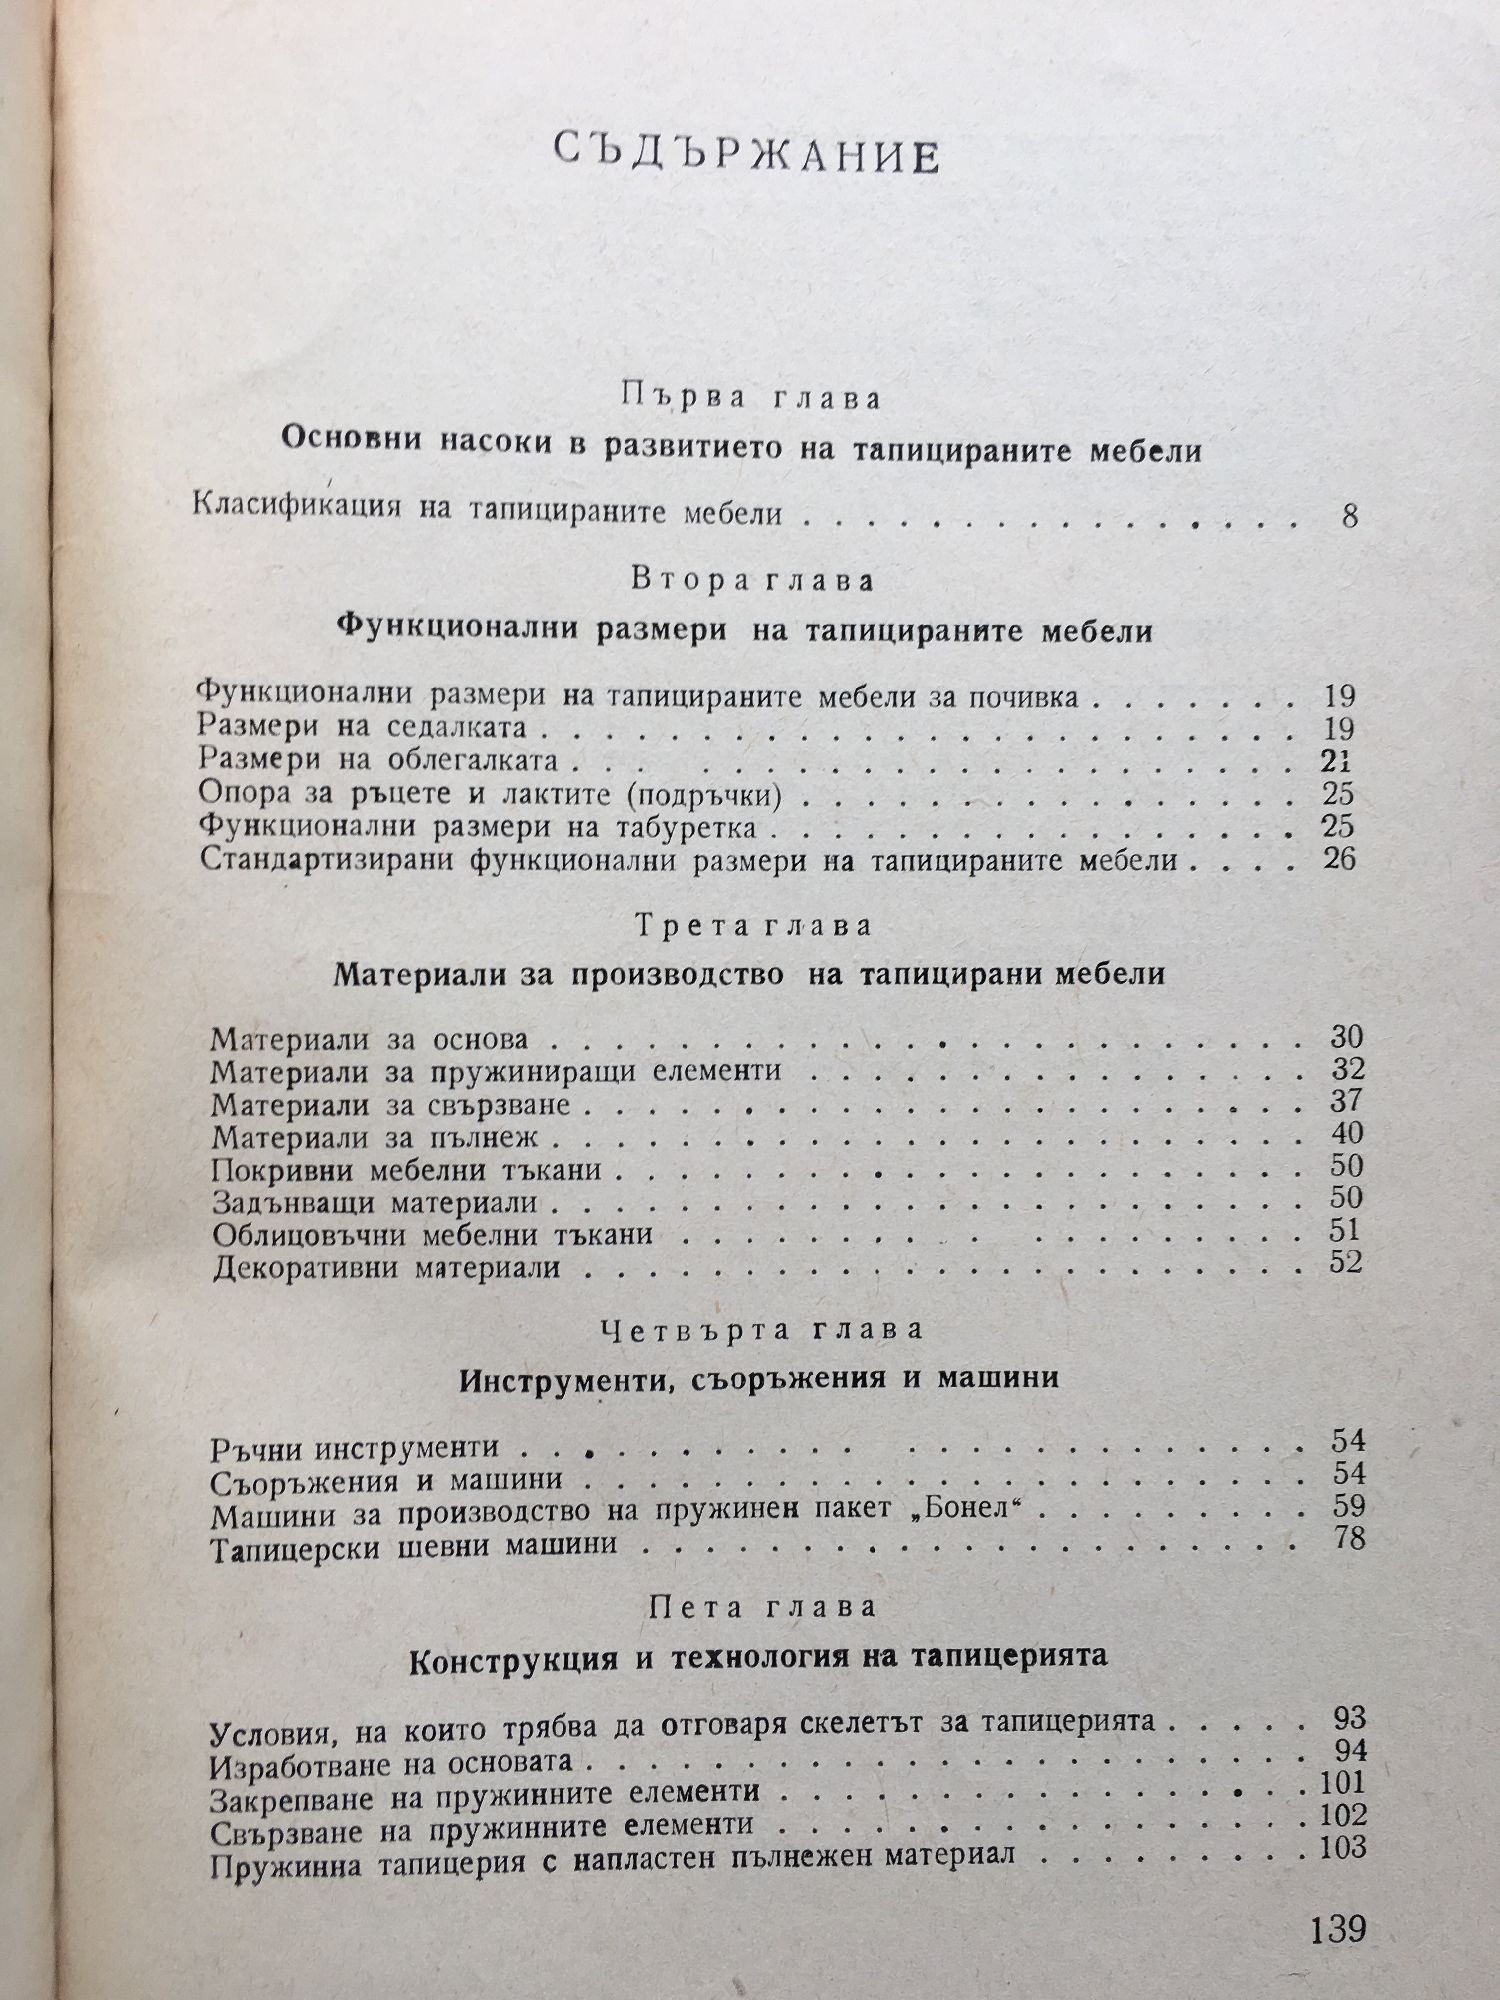 СЪДЪРЖАНИЕ
Първа глава
Основни насоки в развитието на тапицираните мебели
Класификация на тапицираните мебели . . . . . . . . . . . . . . . . 8
Втора глава
Функционални размери на тапицираните мебели
Функционални размери на тапицираните мебели за почивка . . . . . . . 19
Размери на седалката . . . . . . . . . . . . . . . . . . . . . . . . 19
Размери на облегалката . . . . . . . . . . . . . . . . . . . . . . 21
Опора за ръцете и лактите (подръчки) . . . . . . . . . . . . . . . . 25
Функционални размери на табуретка . . . . . . . . . . . . . . . . . 25
Стандартизирани функционални размери на тапицираните мебели . . . . 26
Трета глава
Материали за производство на тапицирани мебели
Материали за основа . . . . . . . . . . . . . . . . . . . . . . . . 30
Материали за пружиниращи елементи . . . . . . . . . . . . . . . . 32
Материали за свързване . . . . . . . . . . . . . . . . . . . . . . . 37
Материали за пълнеж . . . . . . . . . . . . . . . . . . . . . . . . 40
Покривни мебелни тъкани . . . . . . . . . . . . . . . . . . . . . . 50
Задънващи материали . . . . . . . . . . . . . . . . . . . . . . . . 50
Облицовъчни мебелни тъкани . . . . . . . . . . . . . . . . . . 51
Декоративни материали . . . . . . . . . . . . . . . . . . . . . . . 52
Четвърта глава
Инструменти, съоръжения и машини
Ръчни инструменти . . . . . . . . . . . . . . . . . . . . . . . . 54
Съоръжения и машини . . . . . . . . . . . . . . . . . . . . . . . 54
Машини за производство на пружинен пакет „Бонел“ . . . . . . . . . 59
Тапицерски шевни машини . . . . . . . . . . . . . . . . . . . . . 78
Пета глава
Конструкция и технология на тапицерията
Условия, на които трябва да отговаря скелетът за тапицерията . . . . . 93
Изработване на основата . . . . . . . . . . . . . . . . . . . . . . . 94
Закрепване на пружинните елементи . . . . . . . . . . . . . . . . . 101
Свързване на пружинните елементи . . . . . . . . . . . . . . . . . 102
Пружинна тапицерия с напластен пълнежен материал . . . . . . . . . 103
139